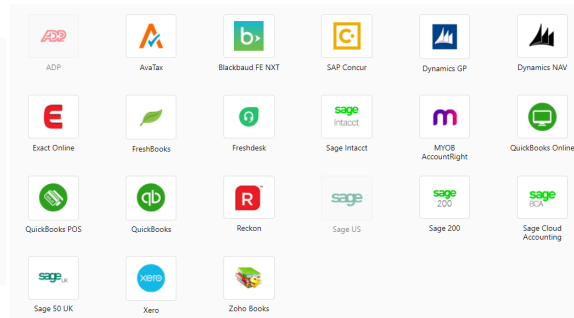 ADP
ADP
AvaTax
b
Blackbaud FE NXT
C
SAP Concur
Dynamics GP
Dynamics NAV
E
Exact Online
FreshBooks
Freshdesk
sage
Intacct
Sage Intacct
m
MYOB
AccountRight
QuickBooks Online
QuickBooks POS
qb
QuickBooks
R
Reckon
sage
Sage US
sage
200
Sage 200
sage
BCA
Sage Cloud
Accounting
sage UK
Sage 50 UK
xero
Xero
Zoho Books